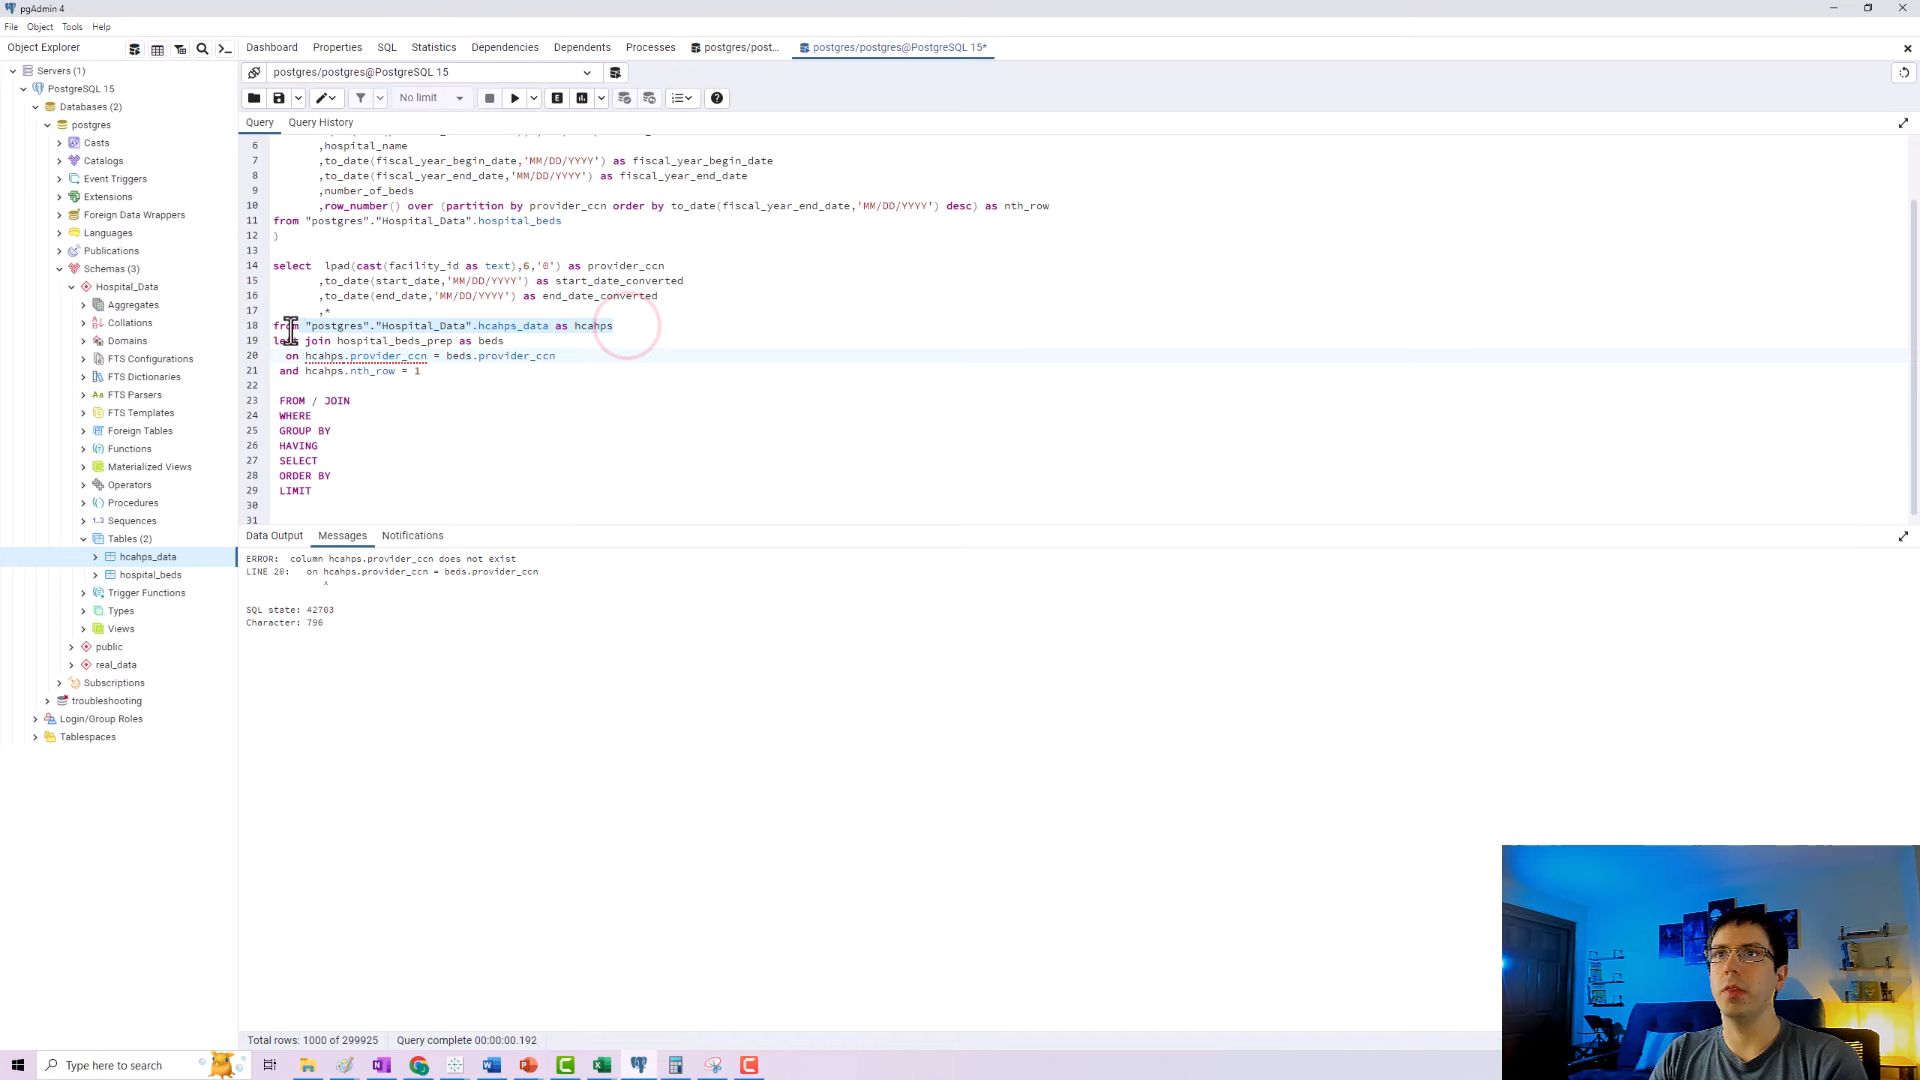 pgAdmin 4
File Object Tools Help
Object Explorer
Dashboard Properties SQL Statistics Dependencies Dependents Processes postgres/post... postgres/postgres@PostgreSQL 15*
Servers (1)
PostgreSQL 15
Databases (2)
postgres
Casts
Catalogs
Event Triggers
Extensions
Foreign Data Wrappers
Languages
Publications
Schemas (3)
Hospital_Data
Aggregates
Collations
Domains
FTS Configurations
FTS Dictionaries
Aa FTS Parsers
FTS Templates
Foreign Tables
Functions
Materialized Views
Operators
Procedures
1..3 Sequences
Tables (2)
hcahps_data
hospital_beds
Trigger Functions
Types
Views
public
real_data
Subscriptions
troubleshooting
Login/Group Roles
Tablespaces
postgres/postgres@PostgreSQL 15
No limit
E
Query Query History
6 ,hospital_name
7 ,to_date(fiscal_year_begin_date,'MM/DD/YYYY') as fiscal_year_begin_date
8 ,to_date(fiscal_year_end_date,'MM/DD/YYYY') as fiscal_year_end_date
9 ,number_of_beds
10 ,row_number() over (partition by provider_ccn order by to_date(fiscal_year_end_date,'MM/DD/YYYY') desc) as nth_row
11 from "postgres"."Hospital_Data".hospital_beds
12 )
13
14 select lpad(cast(facility_id as text),6,'0') as provider_ccn
15 ,to_date(start_date,'MM/DD/YYYY') as start_date_converted
16 ,to_date(end_date,'MM/DD/YYYY') as end_date_converted
17 ,*
18 from "postgres"."Hospital_Data".hcahps_data as hcahps
19 left join hospital_beds_prep as beds
20 on hcahps.provider_ccn = beds.provider_ccn
21 and hcahps.nth_row = 1
22
23 FROM / JOIN
24 WHERE
25 GROUP BY
26 HAVING
27 SELECT
28 ORDER BY
29 LIMIT
30
31
Data Output Messages Notifications
ERROR: column hcahps.provider_ccn does not exist
LINE 20: on hcahps.provider_ccn = beds.provider_ccn
^
SQL state: 42703
Character: 796
Total rows: 1000 of 299925 Query complete 00:00:00.192
Type here to search